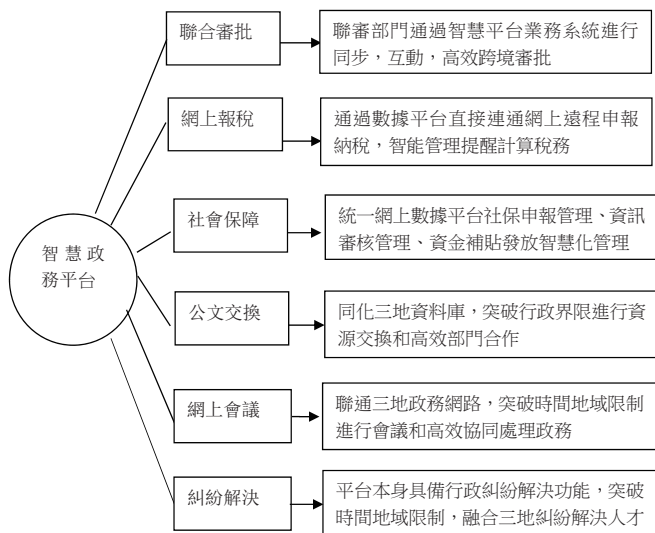 智慧政
務平台
聯合審批
聯審部門通過智慧平台業務系統進行
同步，互動，高效跨境審批
網上報稅
通過數據平台直接連通網上遠程申報
納稅，智能管理提醒計算稅務
社會保障
統一網上數據平台社保申報管理、資訊
審核管理、資金補貼發放智慧化管理
公文交換
同化三地資料庫，突破行政界限進行資
源交換和高效部門合作
網上會議
聯通三地政務網路，突破時間地域限制
進行會議和高效協同處理政務
糾紛解決
平台本身具備行政糾紛解決功能，突破
時間地域限制，融合三地糾紛解決人才